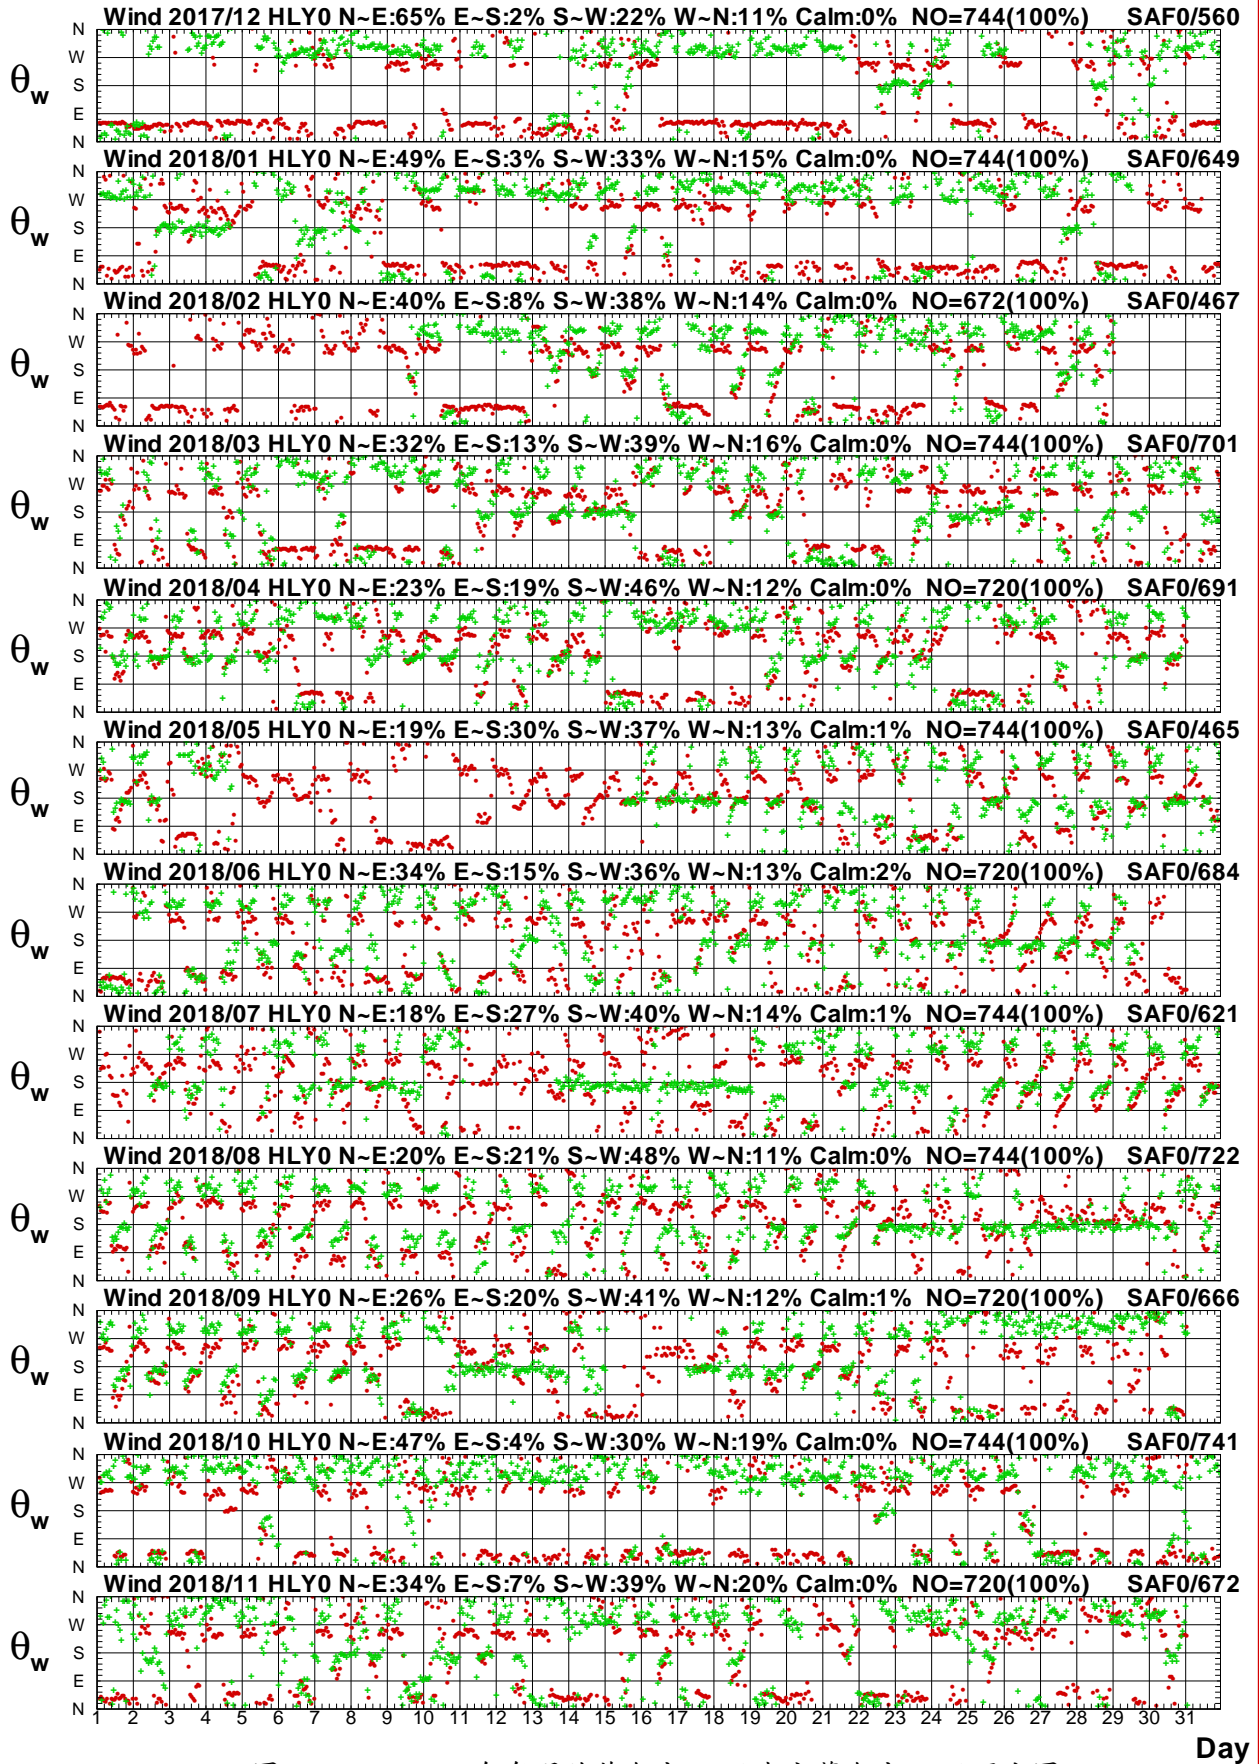 Wind 2017/12 HLY0 N~E:65% E~S:2% S~W:22% W~N:11% Calm:0% NO=744(100%) SAF0/560
N
W
θw
S
E
N
Wind 2018/01 HLY0 N~E:49% E~S:3% S~W:33% W~N:15% Calm:0% NO=744(100%) SAF0/649
N
W
θw
S
E
N
Wind 2018/02 HLY0 N~E:40% E~S:8% S~W:38% W~N:14% Calm:0% NO=672(100%) SAF0/467
N
W
θw
S
E
N
Wind 2018/03 HLY0 N~E:32% E~S:13% S~W:39% W~N:16% Calm:0% NO=744(100%) SAF0/701
N
W
θw
S
E
N
Wind 2018/04 HLY0 N~E:23% E~S:19% S~W:46% W~N:12% Calm:0% NO=720(100%) SAF0/691
N
W
θw
S
E
N
Wind 2018/05 HLY0 N~E:19% E~S:30% S~W:37% W~N:13% Calm:1% NO=744(100%) SAF0/465
N
W
θw
S
E
N
Wind 2018/06 HLY0 N~E:34% E~S:15% S~W:36% W~N:13% Calm:2% NO=720(100%) SAF0/684
N
W
θw
S
E
N
Wind 2018/07 HLY0 N~E:18% E~S:27% S~W:40% W~N:14% Calm:1% NO=744(100%) SAF0/621
N
W
θw
S
E
N
Wind 2018/08 HLY0 N~E:20% E~S:21% S~W:48% W~N:11% Calm:0% NO=744(100%) SAF0/722
N
W
θw
S
E
N
Wind 2018/09 HLY0 N~E:26% E~S:20% S~W:41% W~N:12% Calm:1% NO=720(100%) SAF0/666
N
W
θw
S
E
N
Wind 2018/10 HLY0 N~E:47% E~S:4% S~W:30% W~N:19% Calm:0% NO=744(100%) SAF0/741
N
W
θw
S
E
N
Wind 2018/11 HLY0 N~E:34% E~S:7% S~W:39% W~N:20% Calm:0% NO=720(100%) SAF0/672
N
W
θw
S
E
N
1 2 3 4 5 6 7 8 9 10 11 12 13 14 15 16 17 18 19 20 21 22 23 24 25 26 27 28 29 30 31
Day